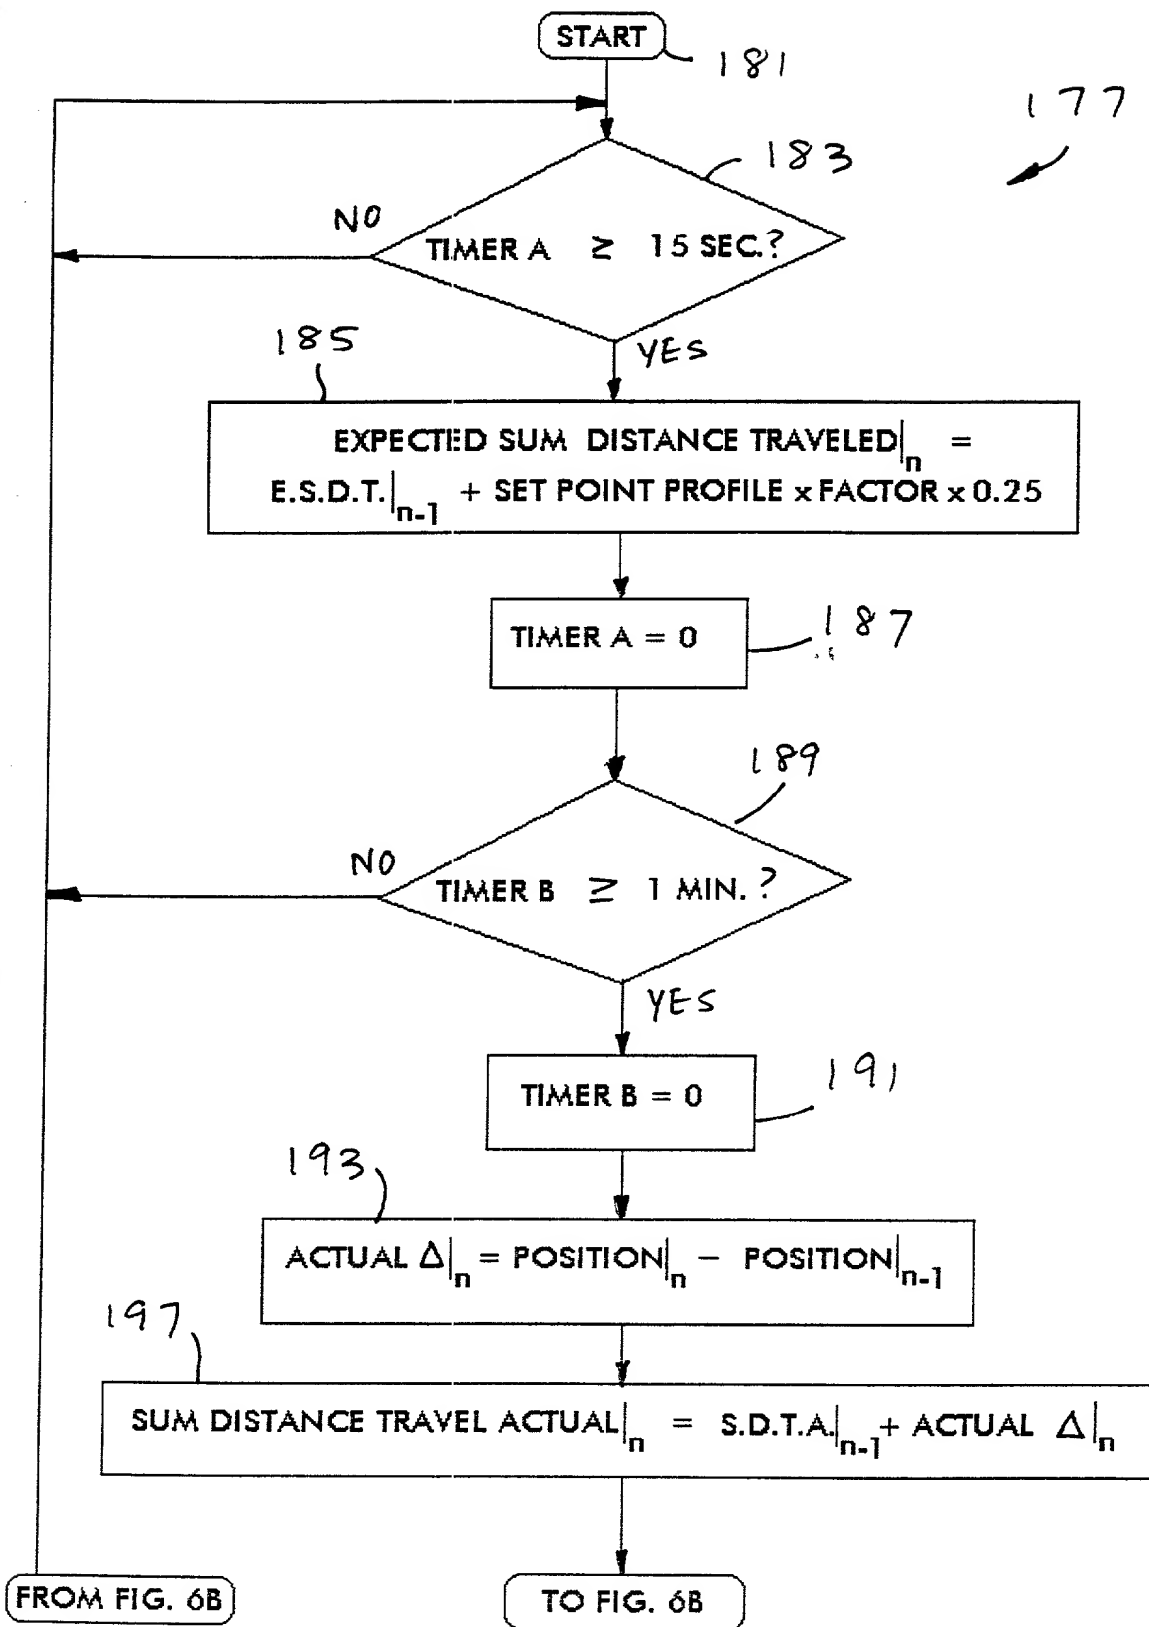 START
181
177
183
NO
TIMER A ≥ 15 SEC.?
YES
185
EXPECTED SUM DISTANCE TRAVELED|n =
E.S.D.T.|n-1 + SET POINT PROFILE x FACTOR x 0.25
TIMER A = 0
187
189
NO
TIMER B ≥ 1 MIN. ?
YES
TIMER B = 0
191
193
ACTUAL Δ|n = POSITION|n - POSITION|n-1
197
SUM DISTANCE TRAVEL ACTUAL|n = S.D.T.A.|n-1 + ACTUAL Δ|n
FROM FIG. 6B
TO FIG. 6B